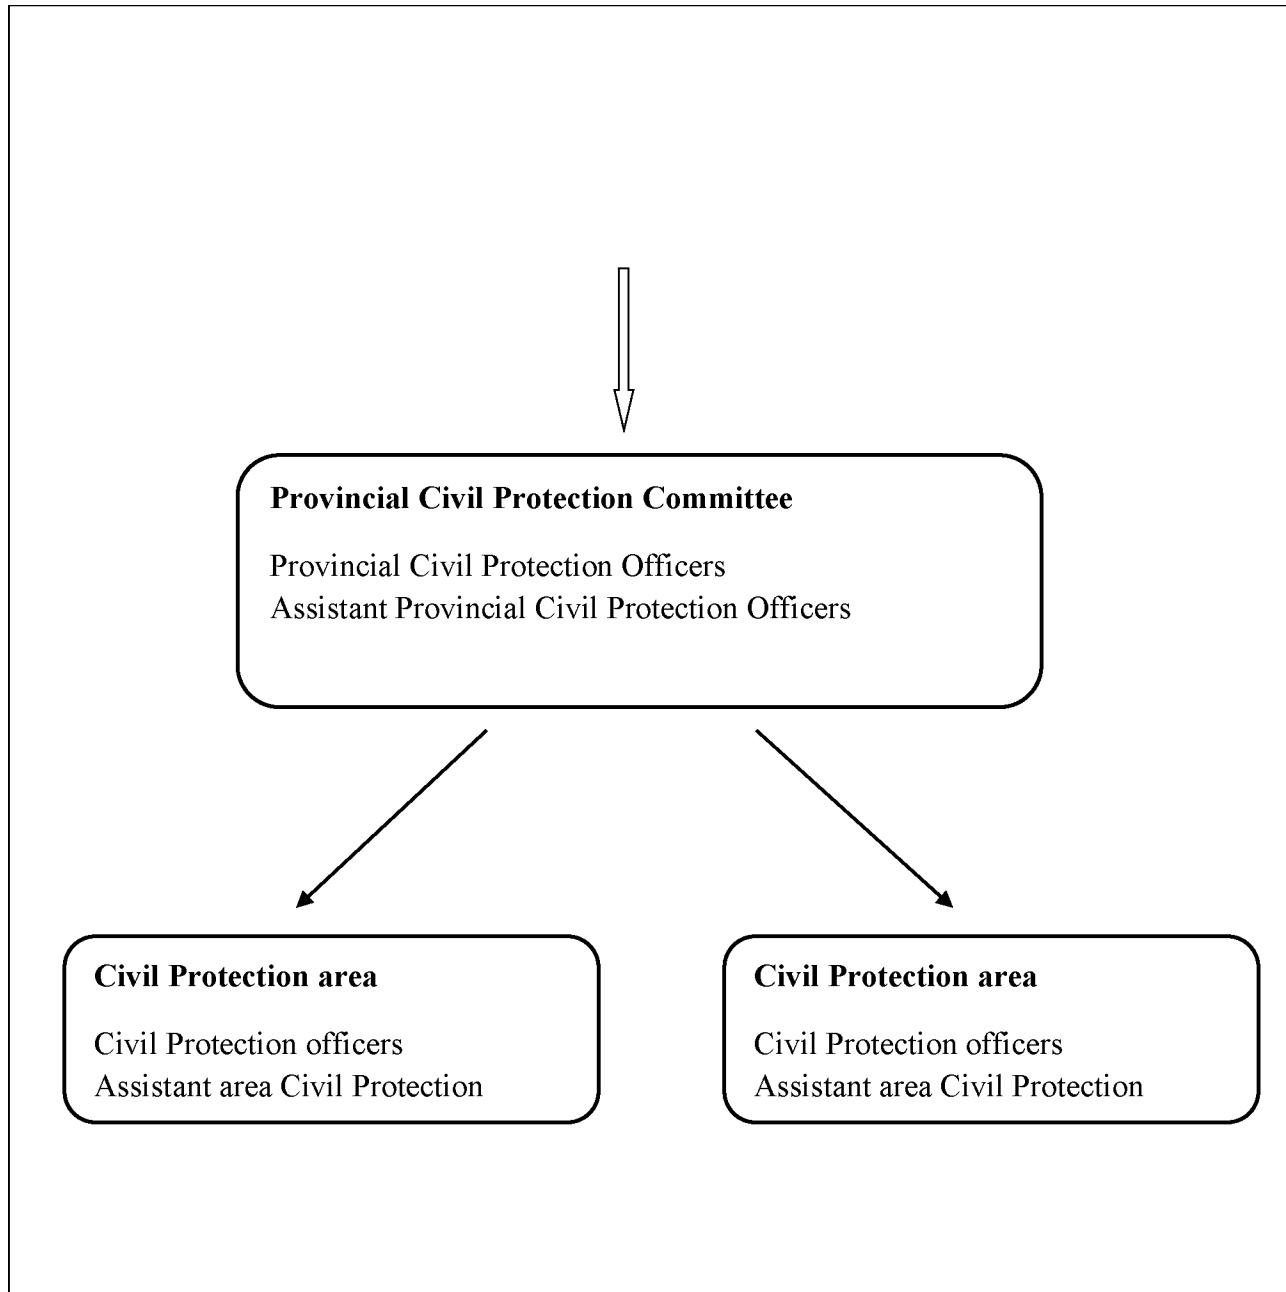 Provincial Civil Protection Committee
Provincial Civil Protection Officers
Assistant Provincial Civil Protection Officers
Civil Protection area
Civil Protection officers
Assistant area Civil Protection
Civil Protection area
Civil Protection officers
Assistant area Civil Protection